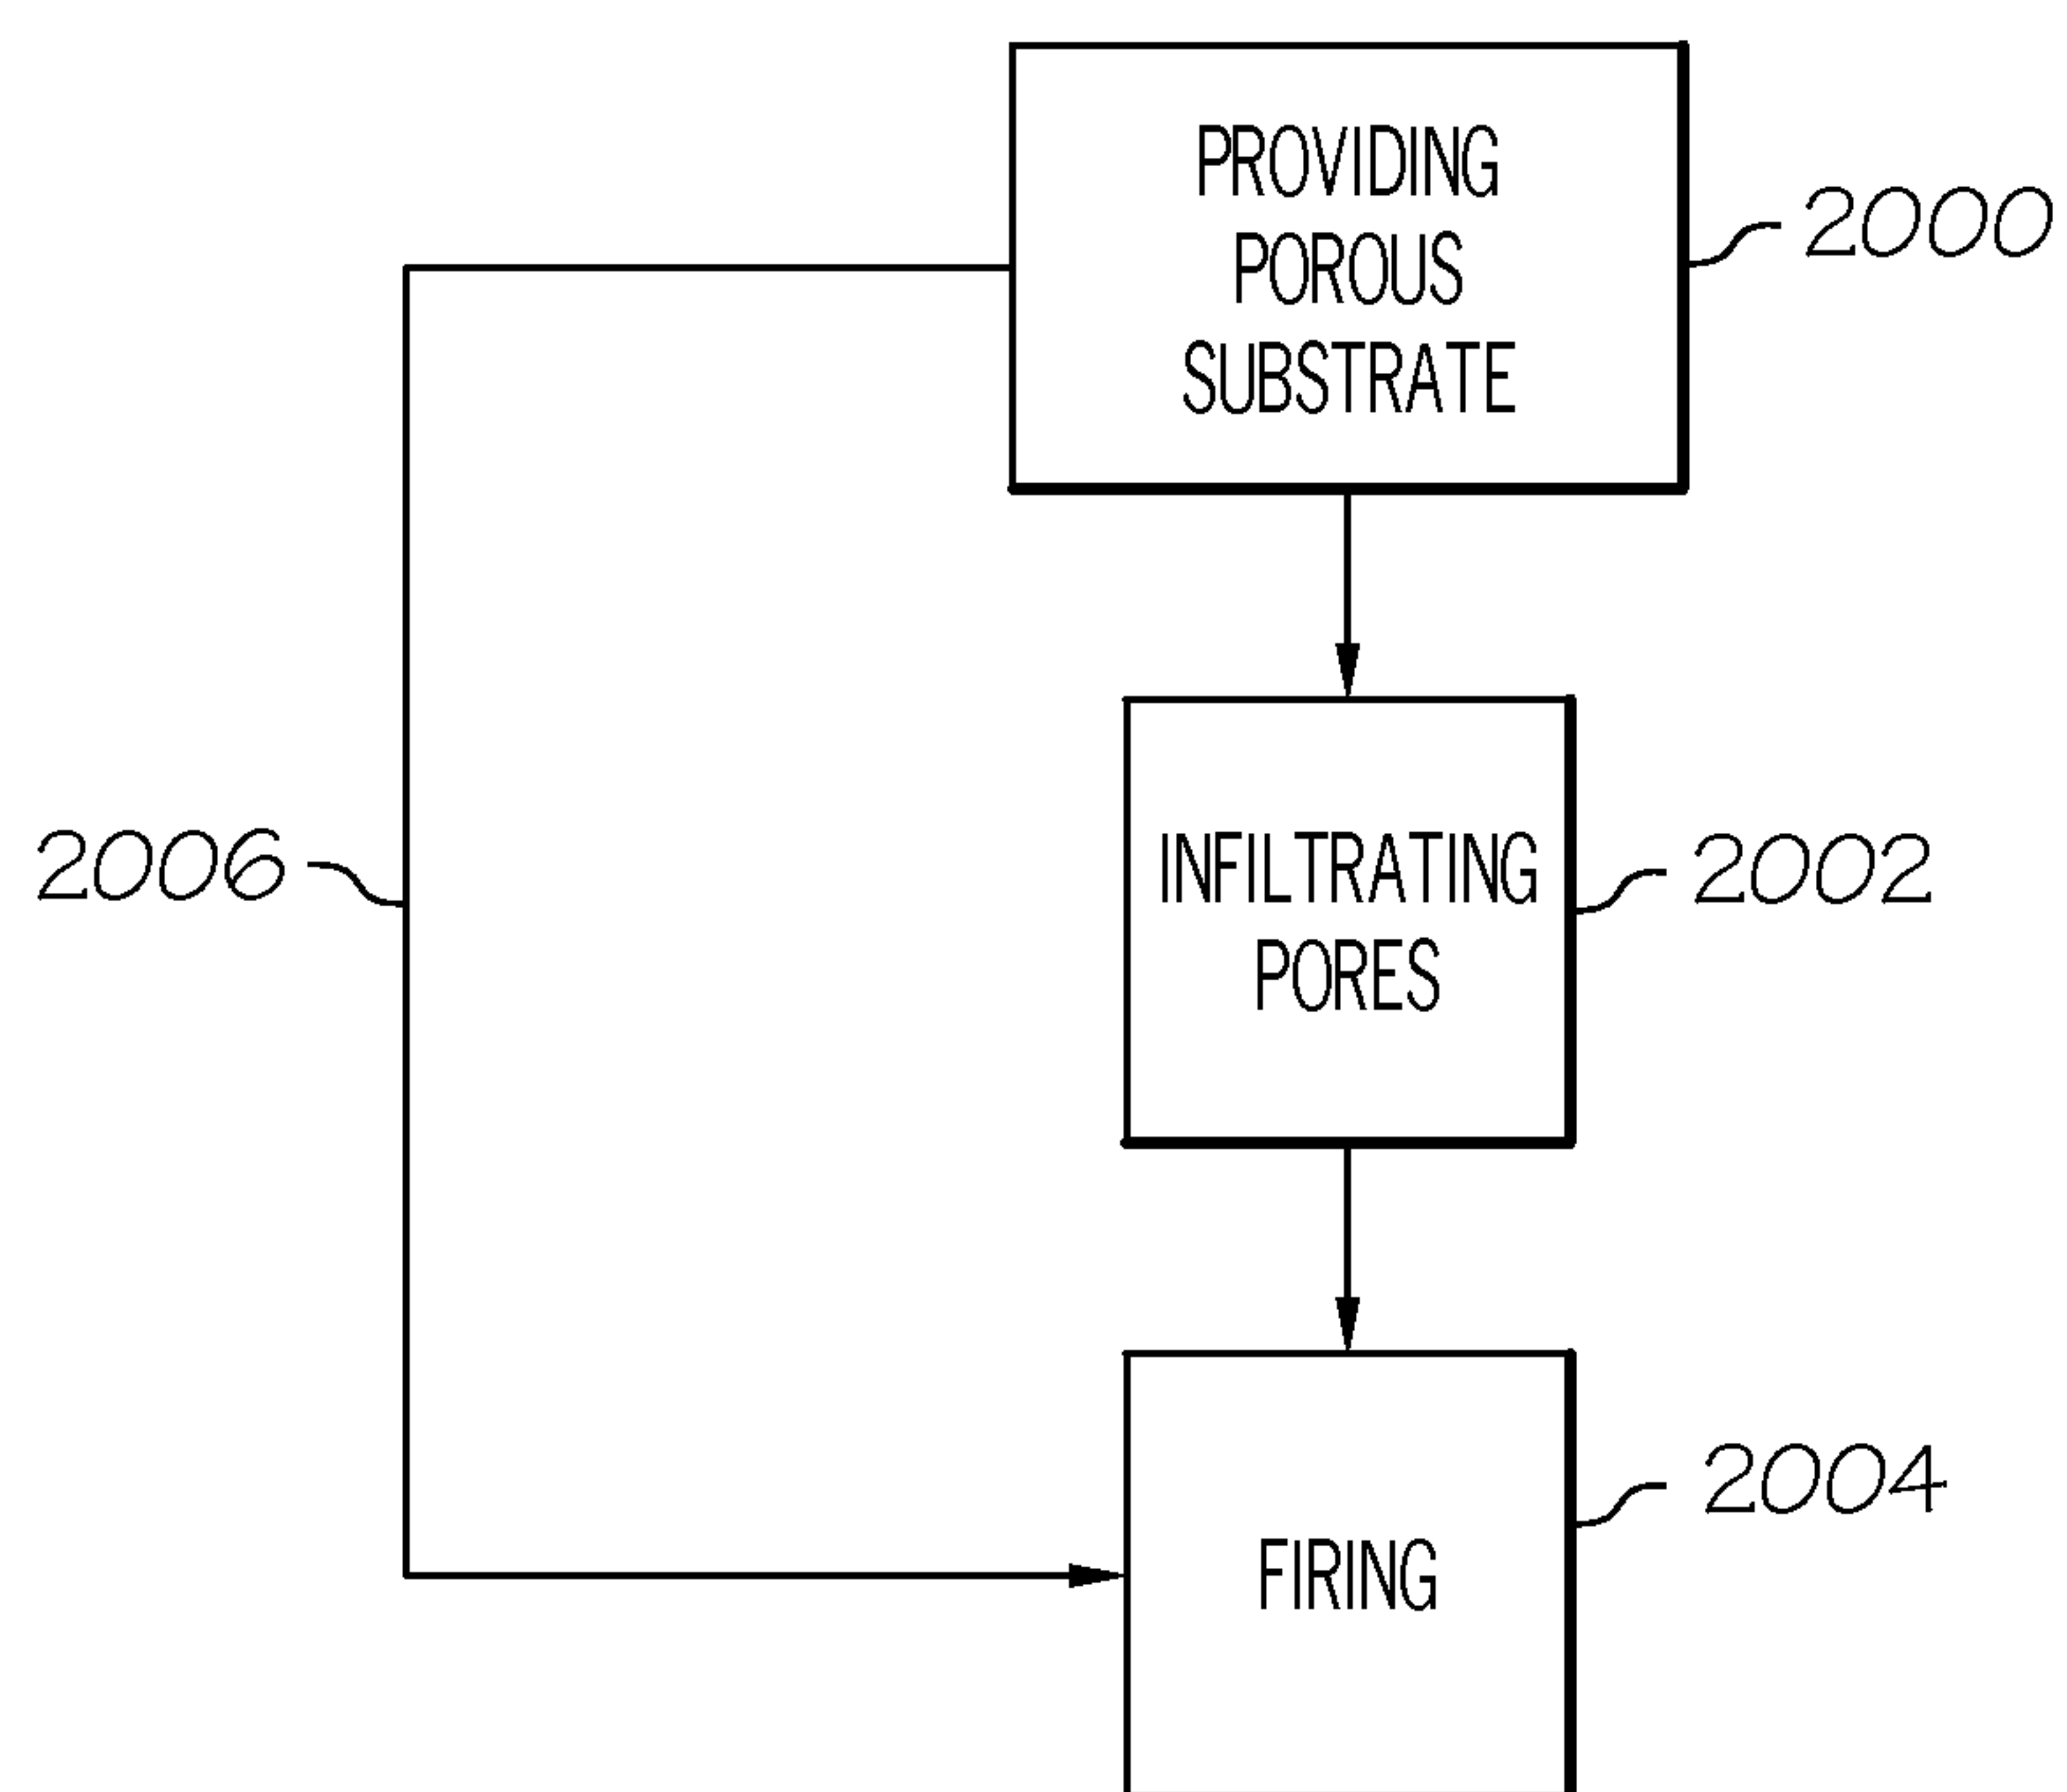 PROVIDING
POROUS
SUBSTRATE
2000
INFILTRATING
PORES
2002
2006
FIRING
2004